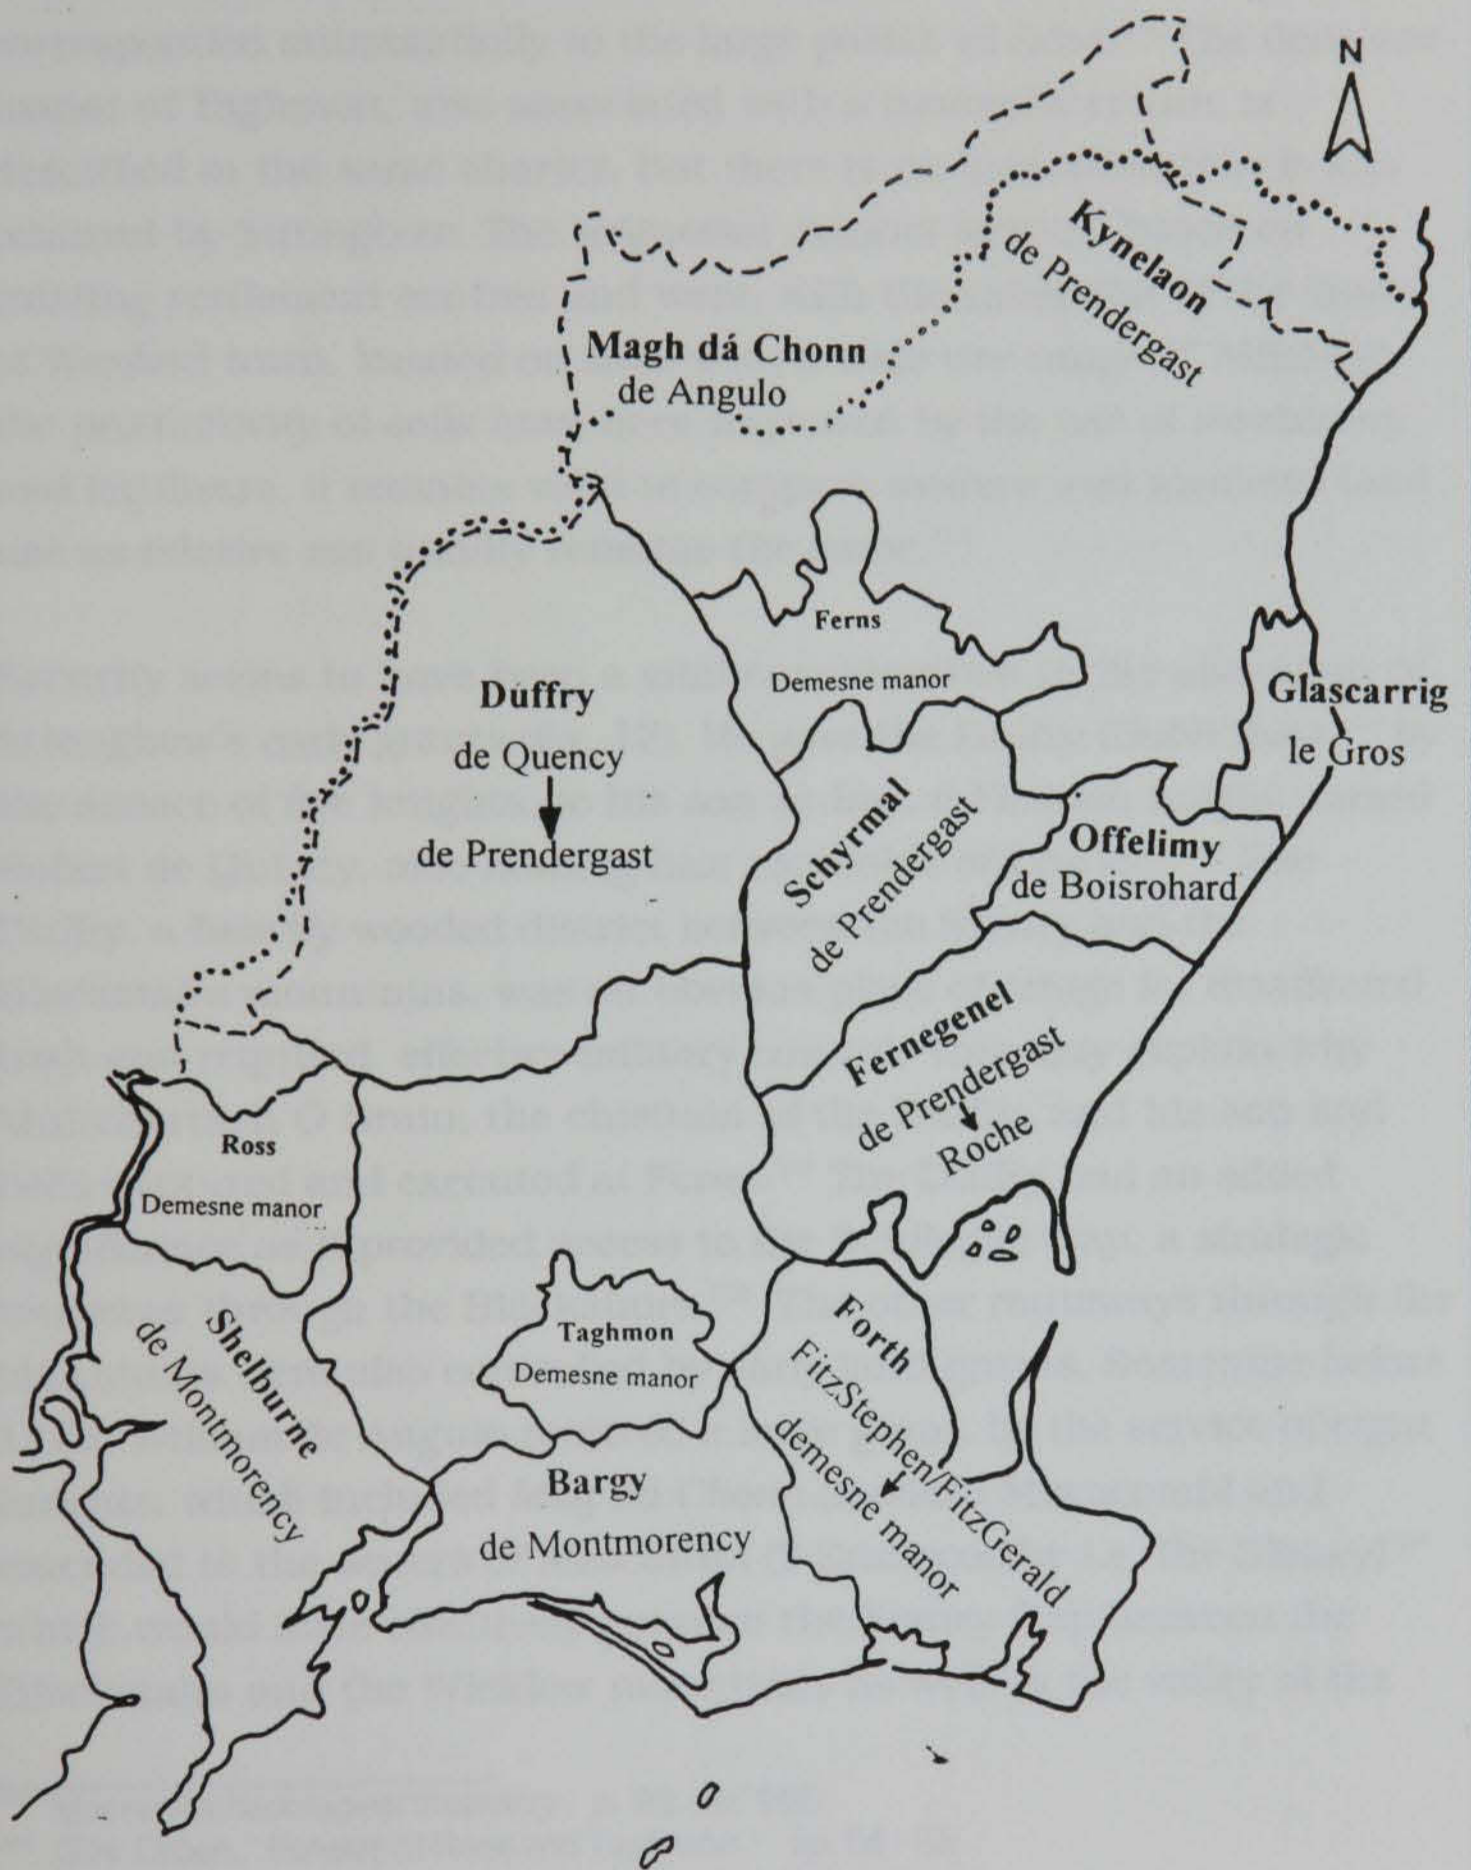 N
Kynelaon
de Prendergast
Magh dá Chonn
de Angulo
Ferns
Demesne manor
Duffry
de Quency
de Prendergast
Glascarrig
le Gros
Schyrmal
de Prendergast
Offelimy
de Boisrohard
Fernegenel
de Prendergast
Roche
Ross
Demesne manor
Shelburne
de Montmorency
Taghmon
Demesne manor
Forth
FitzStephen/FitzGerald
demesne manor
Bargy
de Montmorency